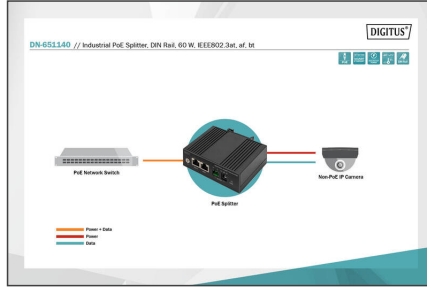 DIGITUS®
DN-651140 // Industrial PoE Splitter, DIN Rail, 60 W, IEEE802.3at, af, bt
PoE Network Switch
PoE Splitter
Non-PoE IP Camera
Power + Data
Power
Data